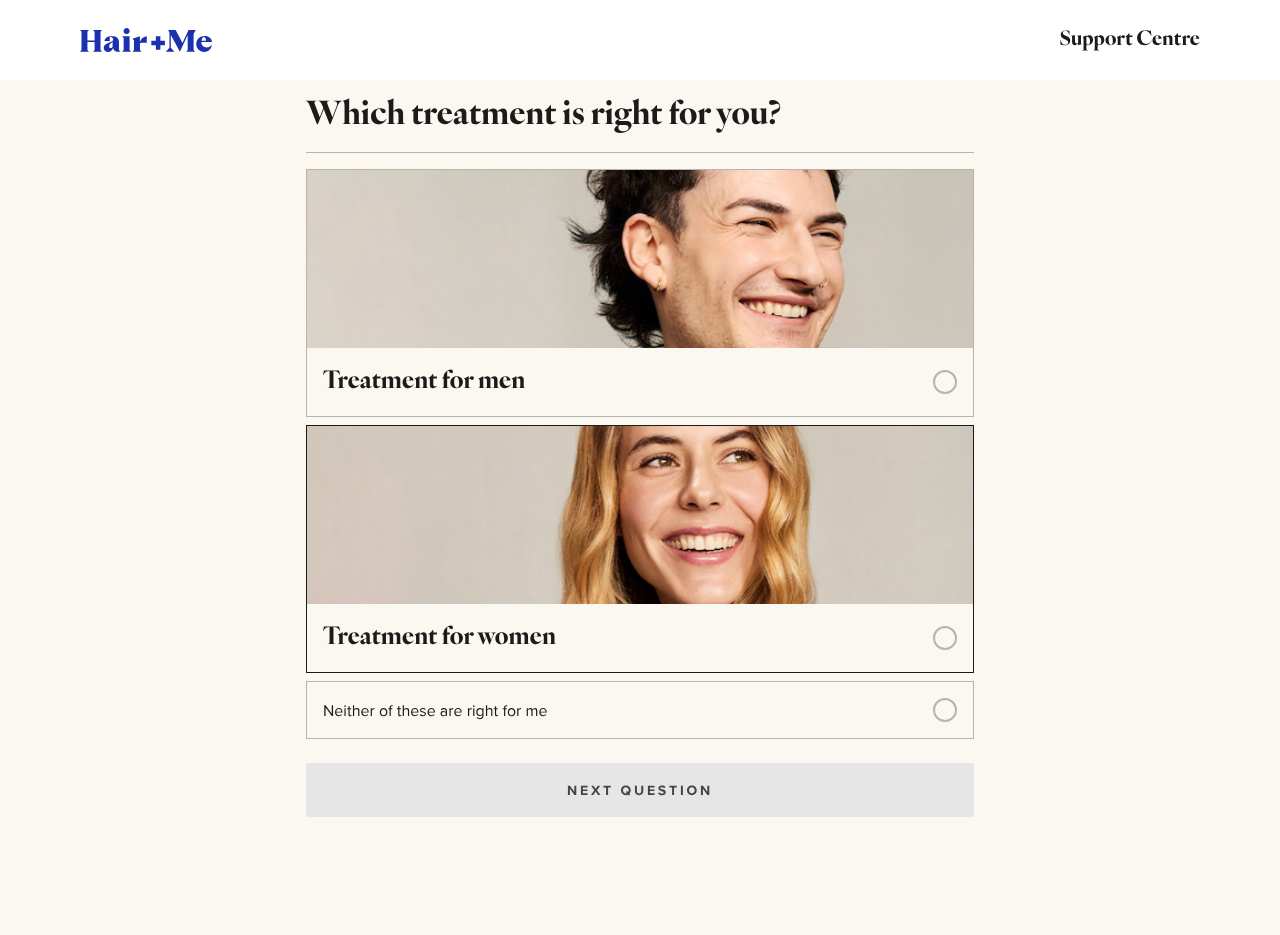 Hair+Me
Support Centre
Which treatment is right for you?
Treatment for men
Treatment for women
Neither of these are right for me
NEXT QUESTION